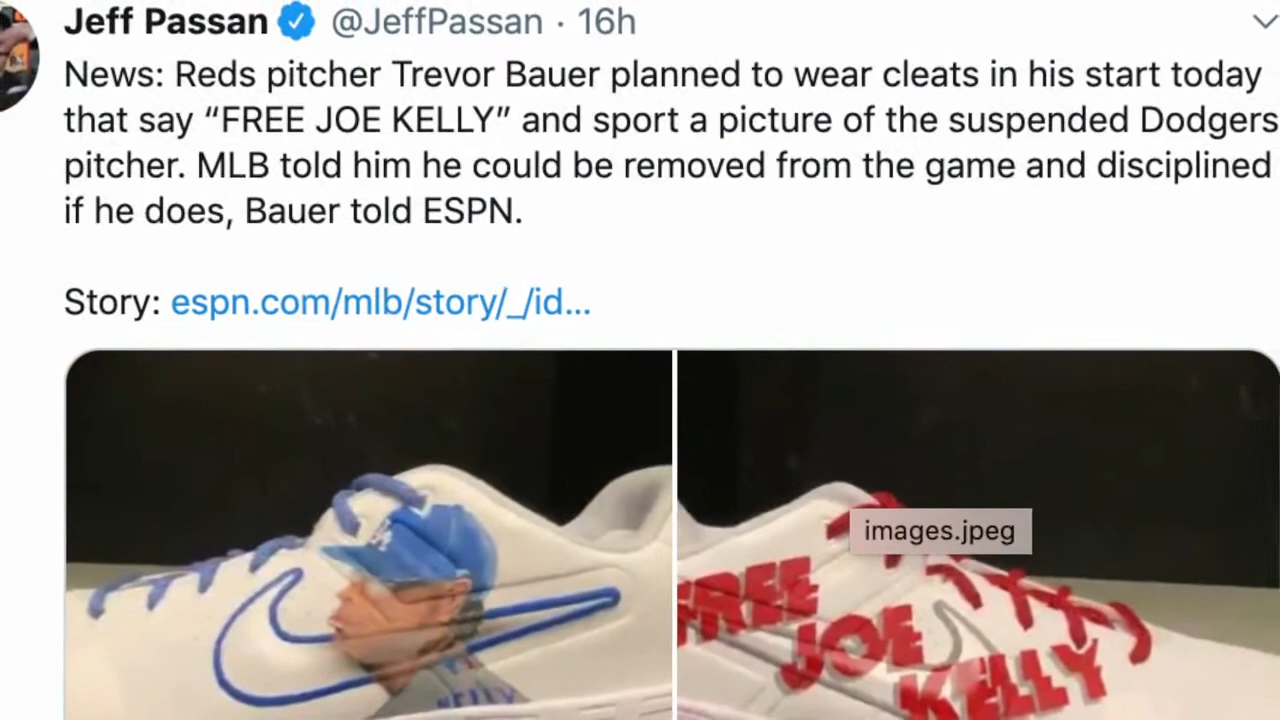 Jeff Passan @JeffPassan · 16h
News: Reds pitcher Trevor Bauer planned to wear cleats in his start today
that say “FREE JOE KELLY” and sport a picture of the suspended Dodgers
pitcher. MLB told him he could be removed from the game and disciplined
if he does, Bauer told ESPN.
Story: espn.com/mlb/story/_/id...
LA
KELLY
images.jpeg
FREE
JOE
KELLY